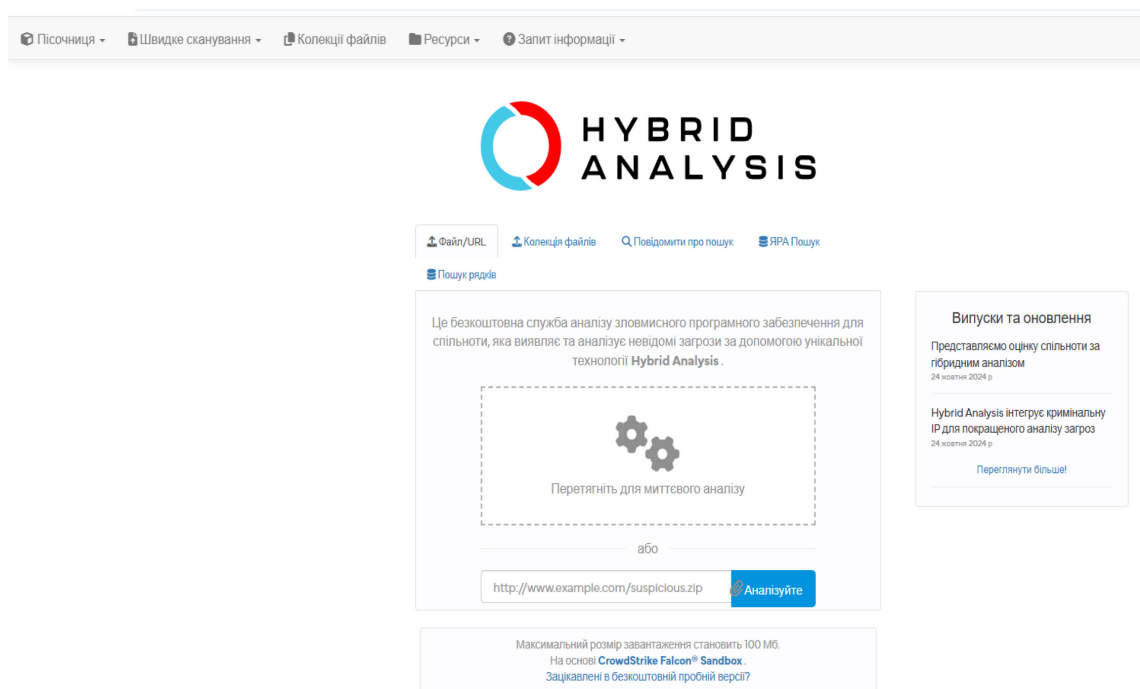 Пісочниця
Швидке сканування
Колекції файлів
Ресурси
Запит інформації
HYBRID
ANALYSIS
Файл/URL
Колекція файлів
Повідомити про пошук
ЯРА Пошук
Пошук рядків
Це безкоштовна служба аналізу зловмисного програмного забезпечення для
спільноти, яка виявляє та аналізує невідомі загрози за допомогою унікальної
технології Hybrid Analysis .
Перетягніть для миттєвого аналізу
або
http://www.example.com/suspicious.zip
Аналізуйте
Максимальний розмір завантаження становить 100 Мб.
На основі CrowdStrike Falcon® Sandbox .
Зацікавлені в безкоштовній пробній версії?
Випуски та оновлення
Представляємо оцінку спільноти за
гібридним аналізом
24 жовтня 2024 р
Hybrid Analysis інтегрує кримінальну
IP для покращеного аналізу загроз
24 жовтня 2024 р
Переглянути більше!